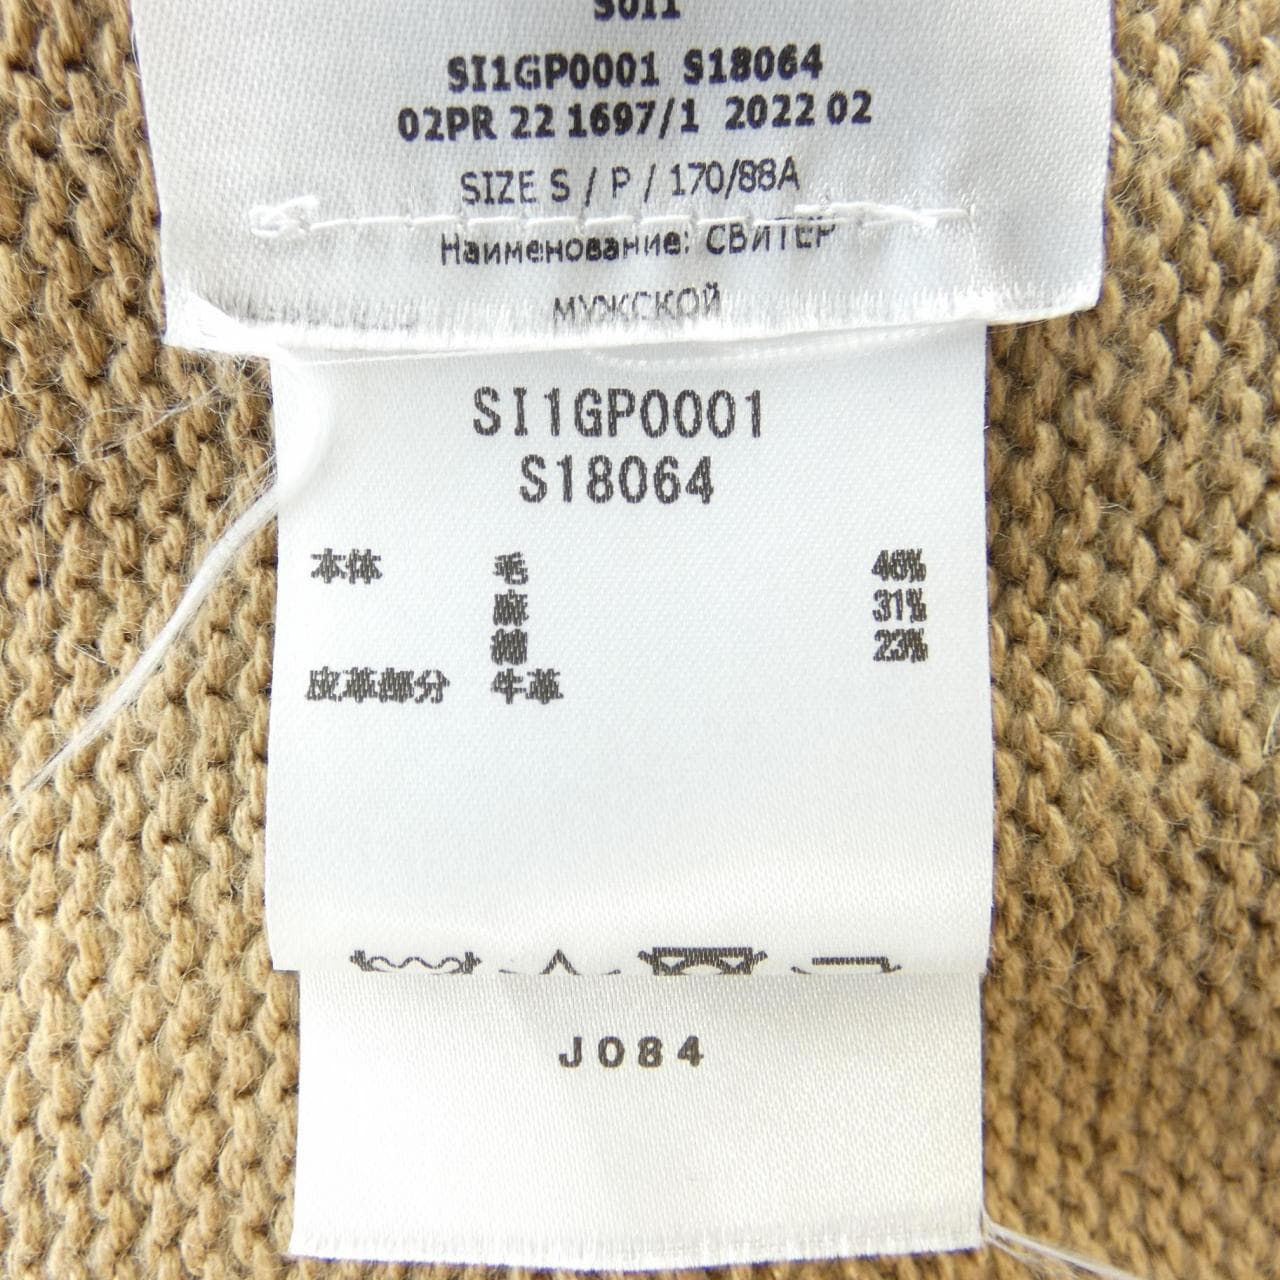 SI1GP0001 S18064
02PR 22 1697/1 2022 02
SIZE S / P / 170/88A
Наименование: СВИТЕР
МУЖСКОЙ
SI1GP0001
S18064
本体 毛 46%
麻 31%
綿 23%
皮革部分 牛革
J084